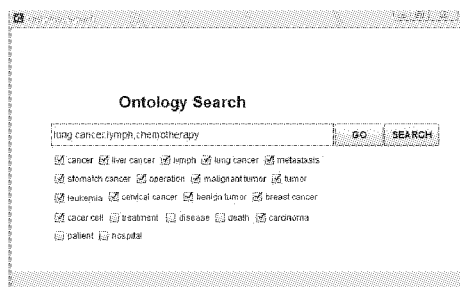 Ontology Search
lung cancer,lymph,chemotherapy GO SEARCH
cancer liver cancer lymph lung cancer metastasis
stomatch cancer operation malignant tumor tumor
leukemia cervical cancer benign tumor breast cancer
cacer cell treatment disease death carcinoma
patient hospital